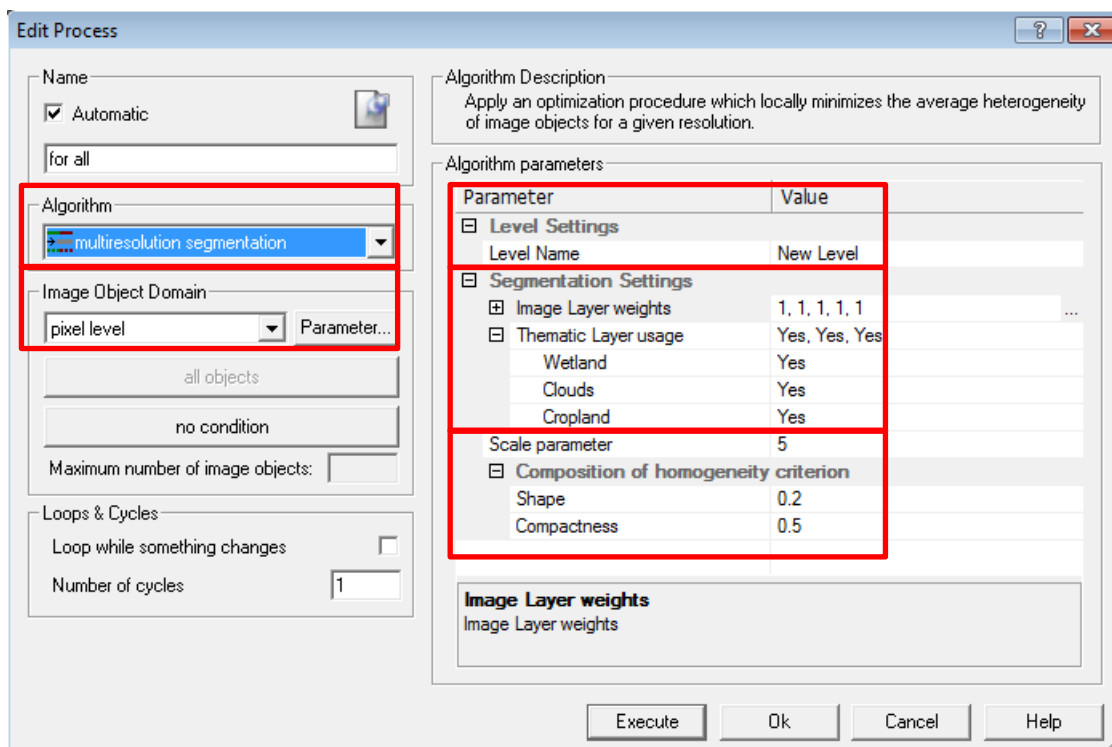 Edit Process
Name
Automatic
for all
Algorithm
multiresolution segmentation
Image Object Domain
pixel level
Parameter...
all objects
no condition
Maximum number of image objects:
Loops & Cycles
Loop while something changes
Number of cycles 1
Algorithm Description
Apply an optimization procedure which locally minimizes the average heterogeneity
of image objects for a given resolution.
Algorithm parameters
Parameter Value
Level Settings
Level Name New Level
Segmentation Settings
Image Layer weights 1, 1, 1, 1, 1 ...
Thematic Layer usage Yes, Yes, Yes
Wetland Yes
Clouds Yes
Cropland Yes
Scale parameter 5
Composition of homogeneity criterion
Shape 0.2
Compactness 0.5
Image Layer weights
Image Layer weights
Execute Ok Cancel Help